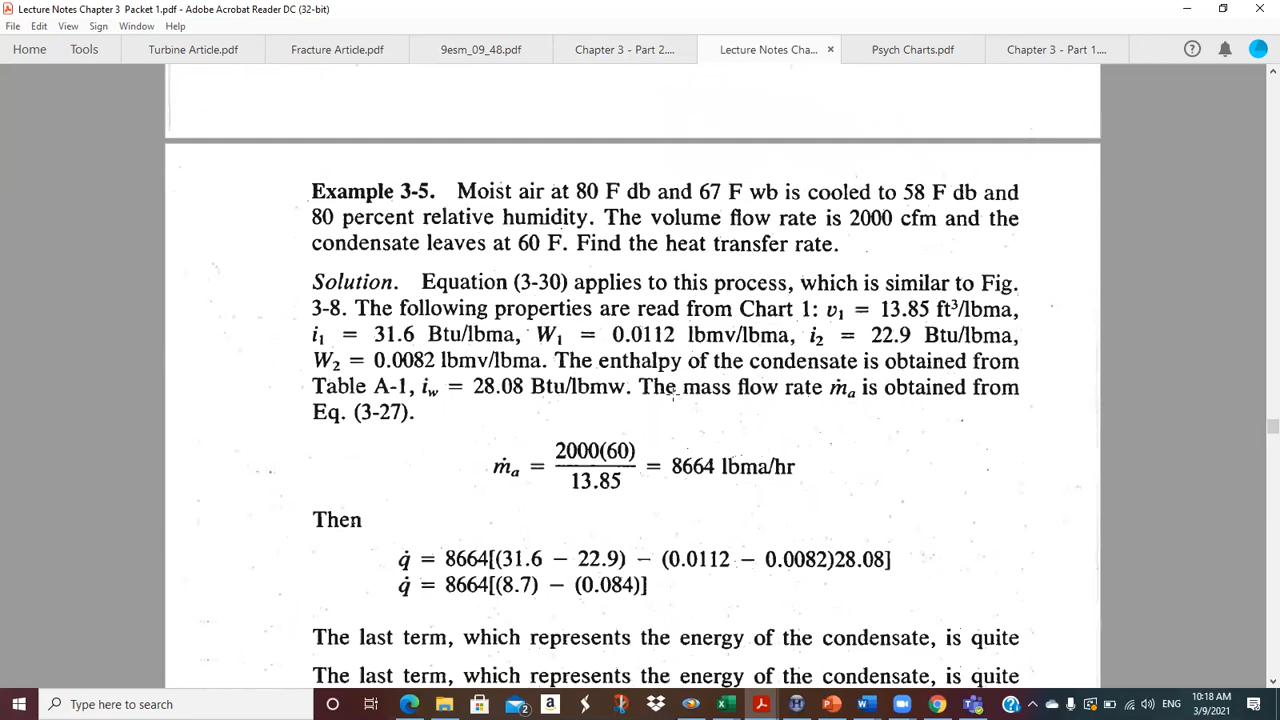 Lecture Notes Chapter 3 Packet 1.pdf - Adobe Acrobat Reader DC (32-bit)
File Edit View Sign Window Help
Home Tools Turbine Article.pdf Fracture Article.pdf 9esm_09_48.pdf Chapter 3 - Part 2.... Lecture Notes Cha... × Psych Charts.pdf Chapter 3 - Part 1....
Example 3-5. Moist air at 80 F db and 67 F wb is cooled to 58 F db and
80 percent relative humidity. The volume flow rate is 2000 cfm and the
condensate leaves at 60 F. Find the heat transfer rate.
Solution. Equation (3-30) applies to this process, which is similar to Fig.
3-8. The following properties are read from Chart 1: v₁ = 13.85 ft³/lbma,
i₁ = 31.6 Btu/lbma, W₁ = 0.0112 lbmv/lbma, i₂ = 22.9 Btu/lbma,
W₂ = 0.0082 lbmv/lbma. The enthalpy of the condensate is obtained from
Table A-1, i_w = 28.08 Btu/lbmw. The mass flow rate ṁₐ is obtained from
Eq. (3-27).
ṁₐ = 2000(60) / 13.85 = 8664 lbma/hr
Then
q̇ = 8664[(31.6 − 22.9) − (0.0112 − 0.0082)28.08]
q̇ = 8664[(8.7) − (0.084)]
The last term, which represents the energy of the condensate, is quite
The last term, which represents the energy of the condensate, is quite
Type here to search
2
ENG
10:18 AM
3/9/2021